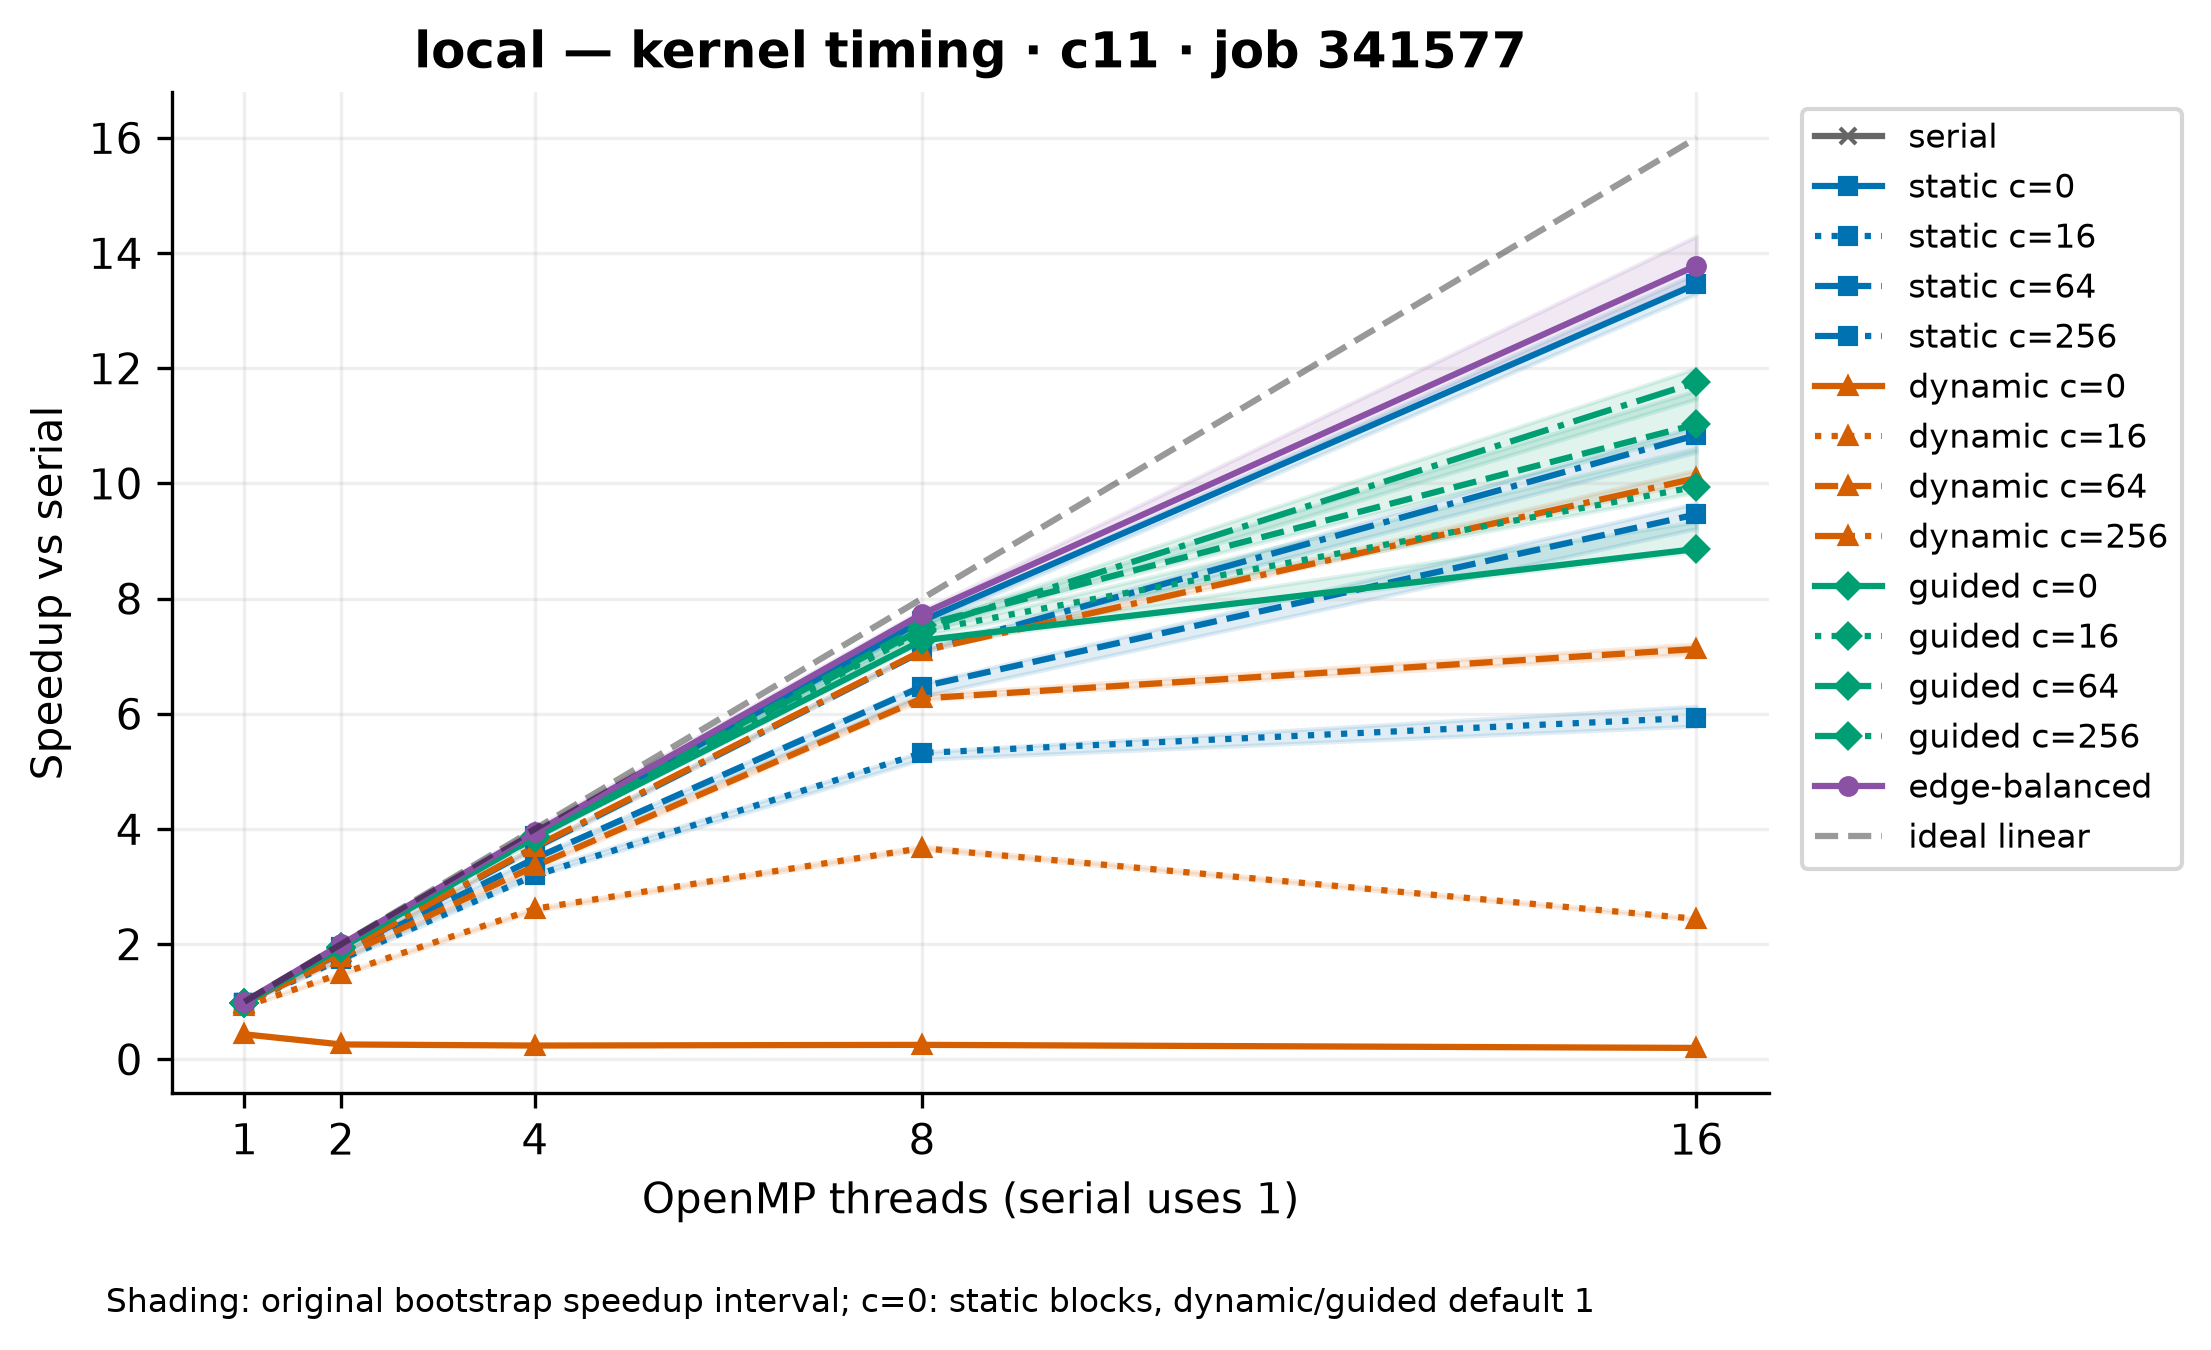 local — kernel timing · c11 · job 341577
Speedup vs serial
16
14
12
10
8
6
4
2
0
1 2 4 8 16
OpenMP threads (serial uses 1)
serial
static c=0
static c=16
static c=64
static c=256
dynamic c=0
dynamic c=16
dynamic c=64
dynamic c=256
guided c=0
guided c=16
guided c=64
guided c=256
edge-balanced
ideal linear
Shading: original bootstrap speedup interval; c=0: static blocks, dynamic/guided default 1